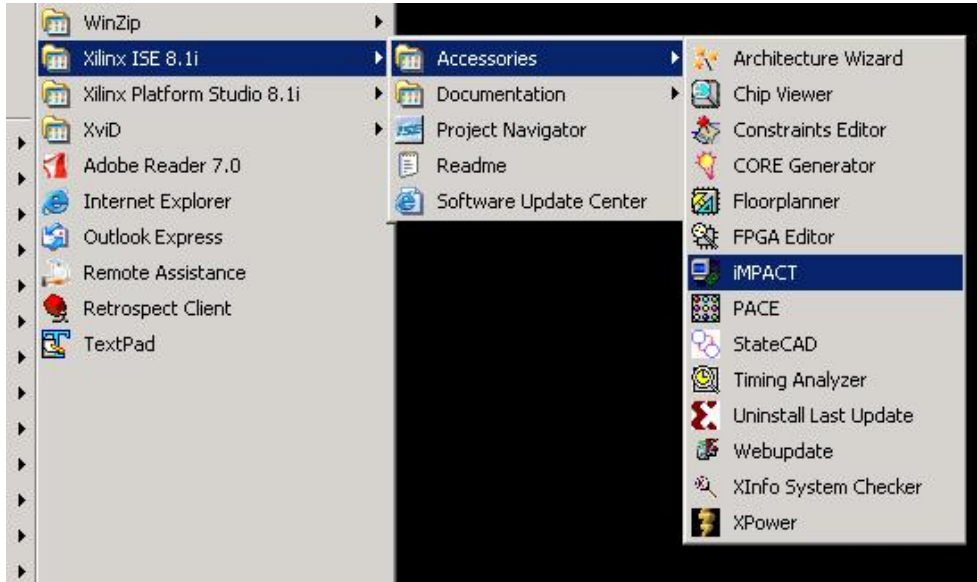 WinZip
Xilinx ISE 8.1i
Xilinx Platform Studio 8.1i
XviD
Adobe Reader 7.0
Internet Explorer
Outlook Express
Remote Assistance
Retrospect Client
TextPad
Accessories
Documentation
ISE Project Navigator
Readme
Software Update Center
Architecture Wizard
Chip Viewer
Constraints Editor
CORE Generator
Floorplanner
FPGA Editor
iMPACT
PACE
StateCAD
Timing Analyzer
Uninstall Last Update
Webupdate
XInfo System Checker
XPower